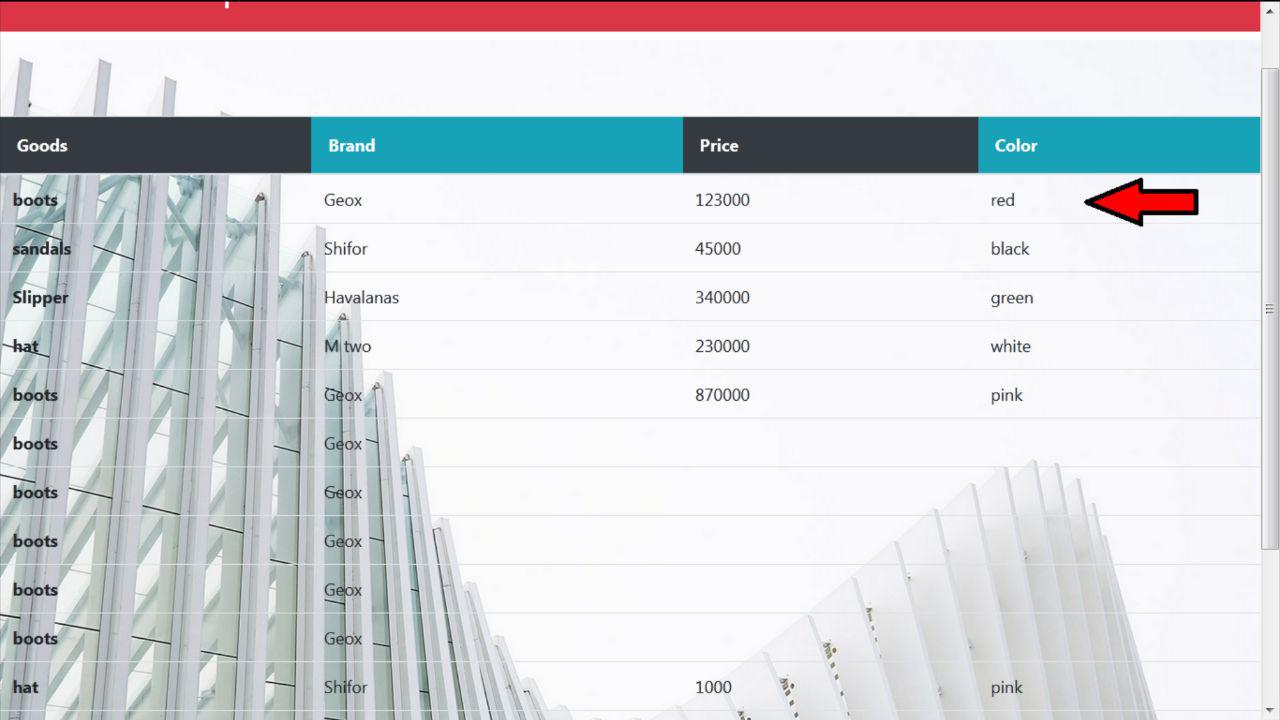 Goods Brand Price Color
boots Geox 123000 red
sandals Shifor 45000 black
Slipper Havalanas 340000 green
hat M two 230000 white
boots Geox 870000 pink
boots Geox
boots Geox
boots Geox
boots Geox
boots Geox
hat Shifor 1000 pink